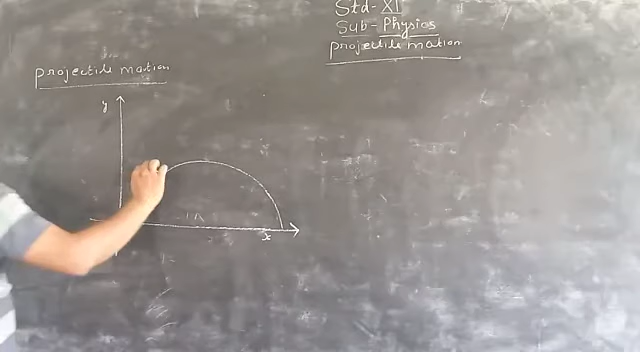 Std-XI
Sub-Physics
projectile motion
projectile motion
y
x